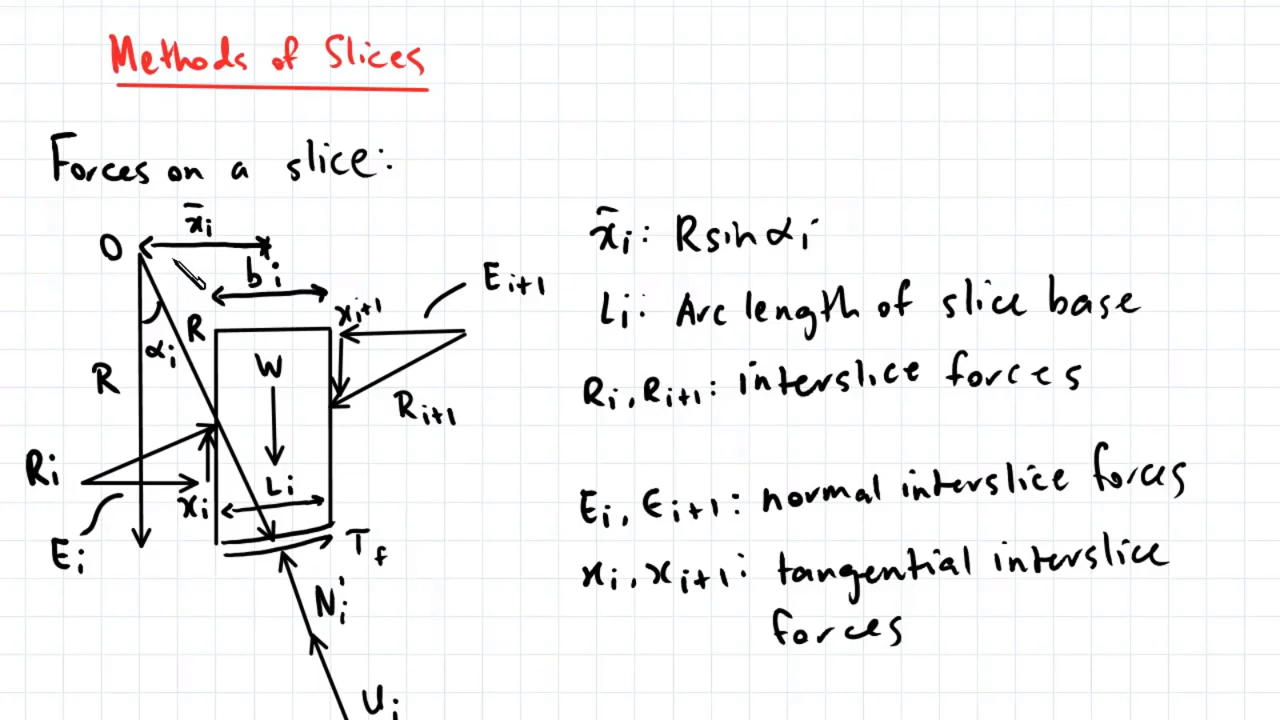 Methods of Slices
Forces on a slice:
x̄i
O
bi
Ei+1
xi+1
R
αi
W
R
Ri+1
Ri
Li
xi
Ei
Tf
N'i
Ui
x̄i: Rsinαi
Li: Arc length of slice base
Ri, Ri+1: interslice forces
Ei, Ei+1: normal interslice forces
xi, xi+1: tangential interslice
forces